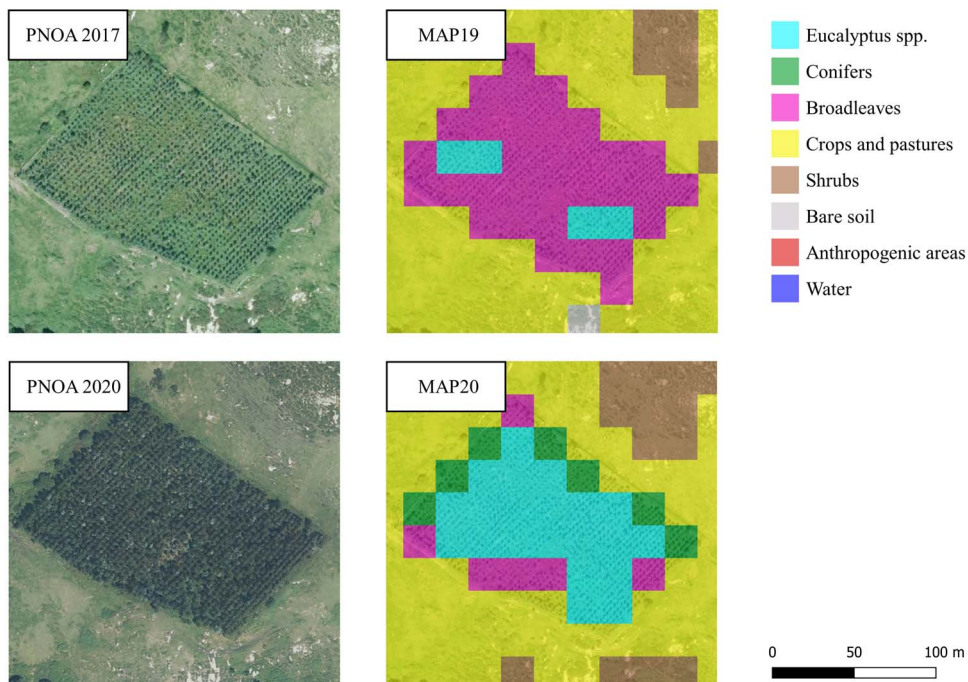 PNOA 2017
MAP19
Eucalyptus spp.
Conifers
Broadleaves
Crops and pastures
Shrubs
Bare soil
Anthropogenic areas
Water
PNOA 2020
MAP20
0 50 100 m